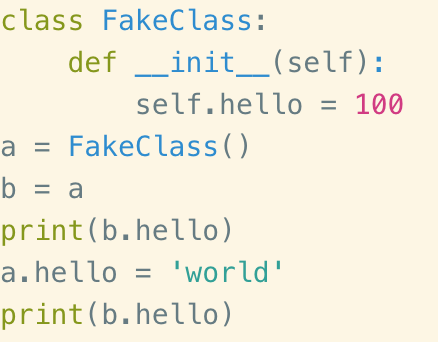 class FakeClass:
    def __init__(self):
        self.hello = 100
a = FakeClass()
b = a
print(b.hello)
a.hello = 'world'
print(b.hello)